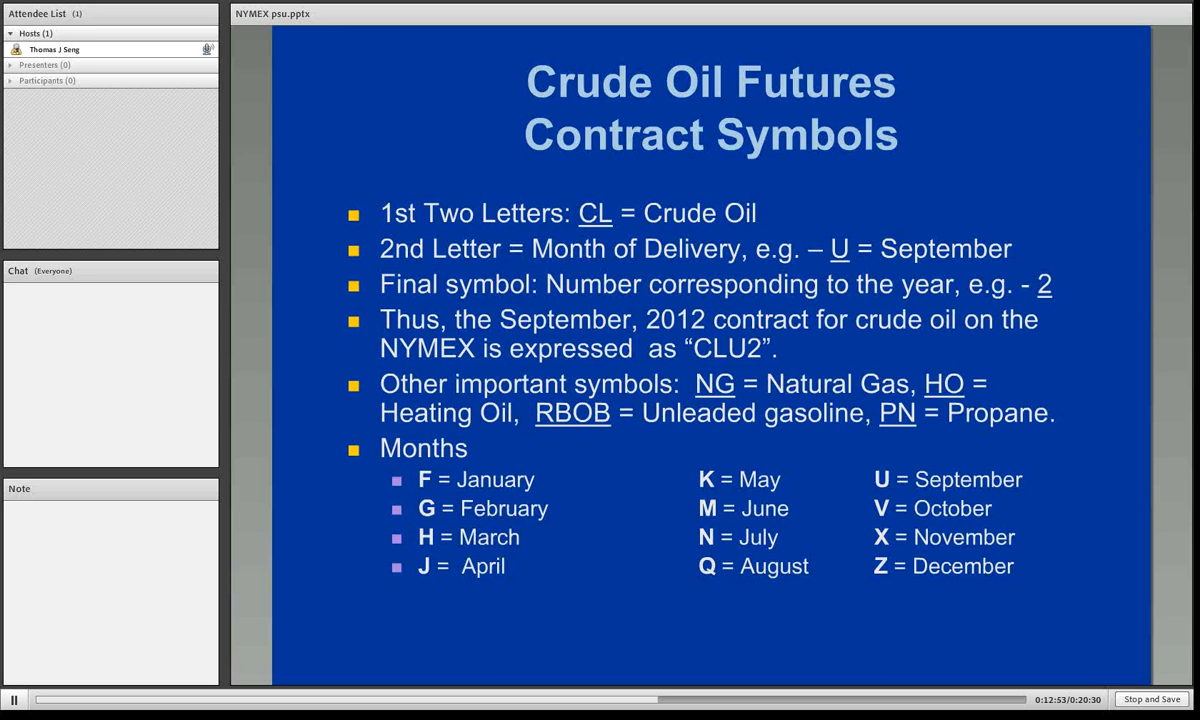 Attendee List (1)
Hosts (1)
Thomas J Seng
Presenters (0)
Participants (0)
Chat (Everyone)
Note
NYMEX psu.pptx
Crude Oil Futures
Contract Symbols
1st Two Letters: CL = Crude Oil
2nd Letter = Month of Delivery, e.g. – U = September
Final symbol: Number corresponding to the year, e.g. - 2
Thus, the September, 2012 contract for crude oil on the
NYMEX is expressed as “CLU2”.
Other important symbols: NG = Natural Gas, HO =
Heating Oil, RBOB = Unleaded gasoline, PN = Propane.
Months
F = January K = May U = September
G = February M = June V = October
H = March N = July X = November
J = April Q = August Z = December
0:12:53/0:20:30 Stop and Save